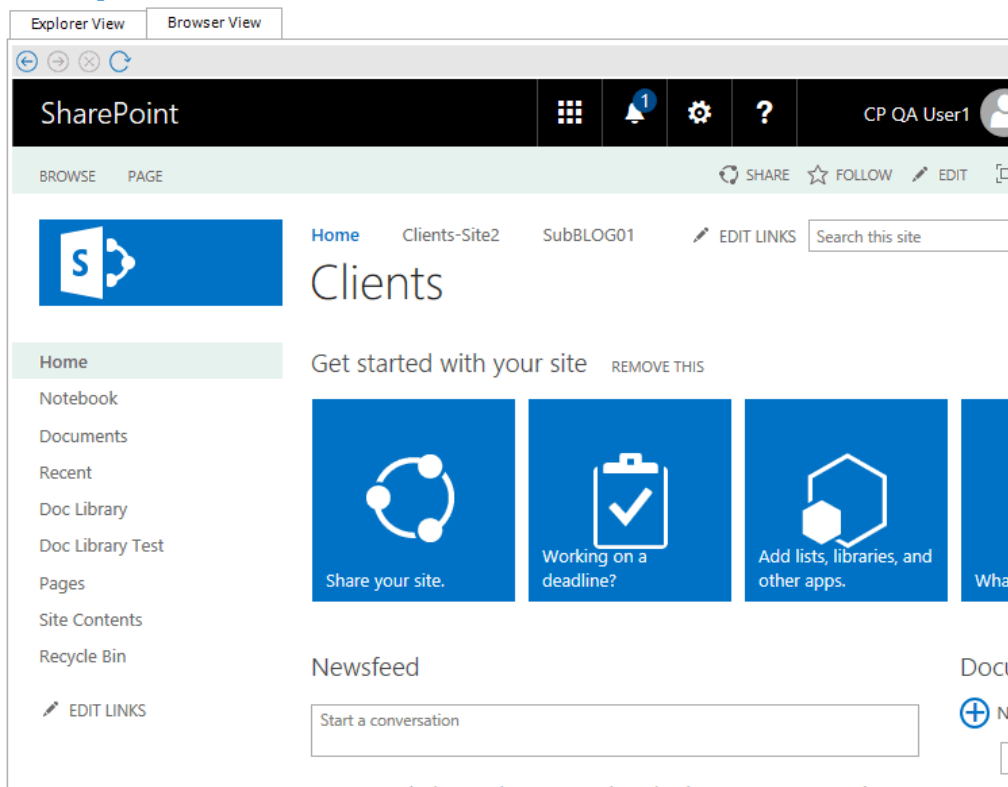 Explorer View Browser View
SharePoint 1 ? CP QA User1
BROWSE PAGE SHARE FOLLOW EDIT
S
Home Clients-Site2 SubBLOG01 EDIT LINKS Search this site
Clients
Home
Notebook
Documents
Recent
Doc Library
Doc Library Test
Pages
Site Contents
Recycle Bin
EDIT LINKS
Get started with your site REMOVE THIS
Share your site.
Working on a
deadline?
Add lists, libraries, and
other apps.
Newsfeed
Start a conversation